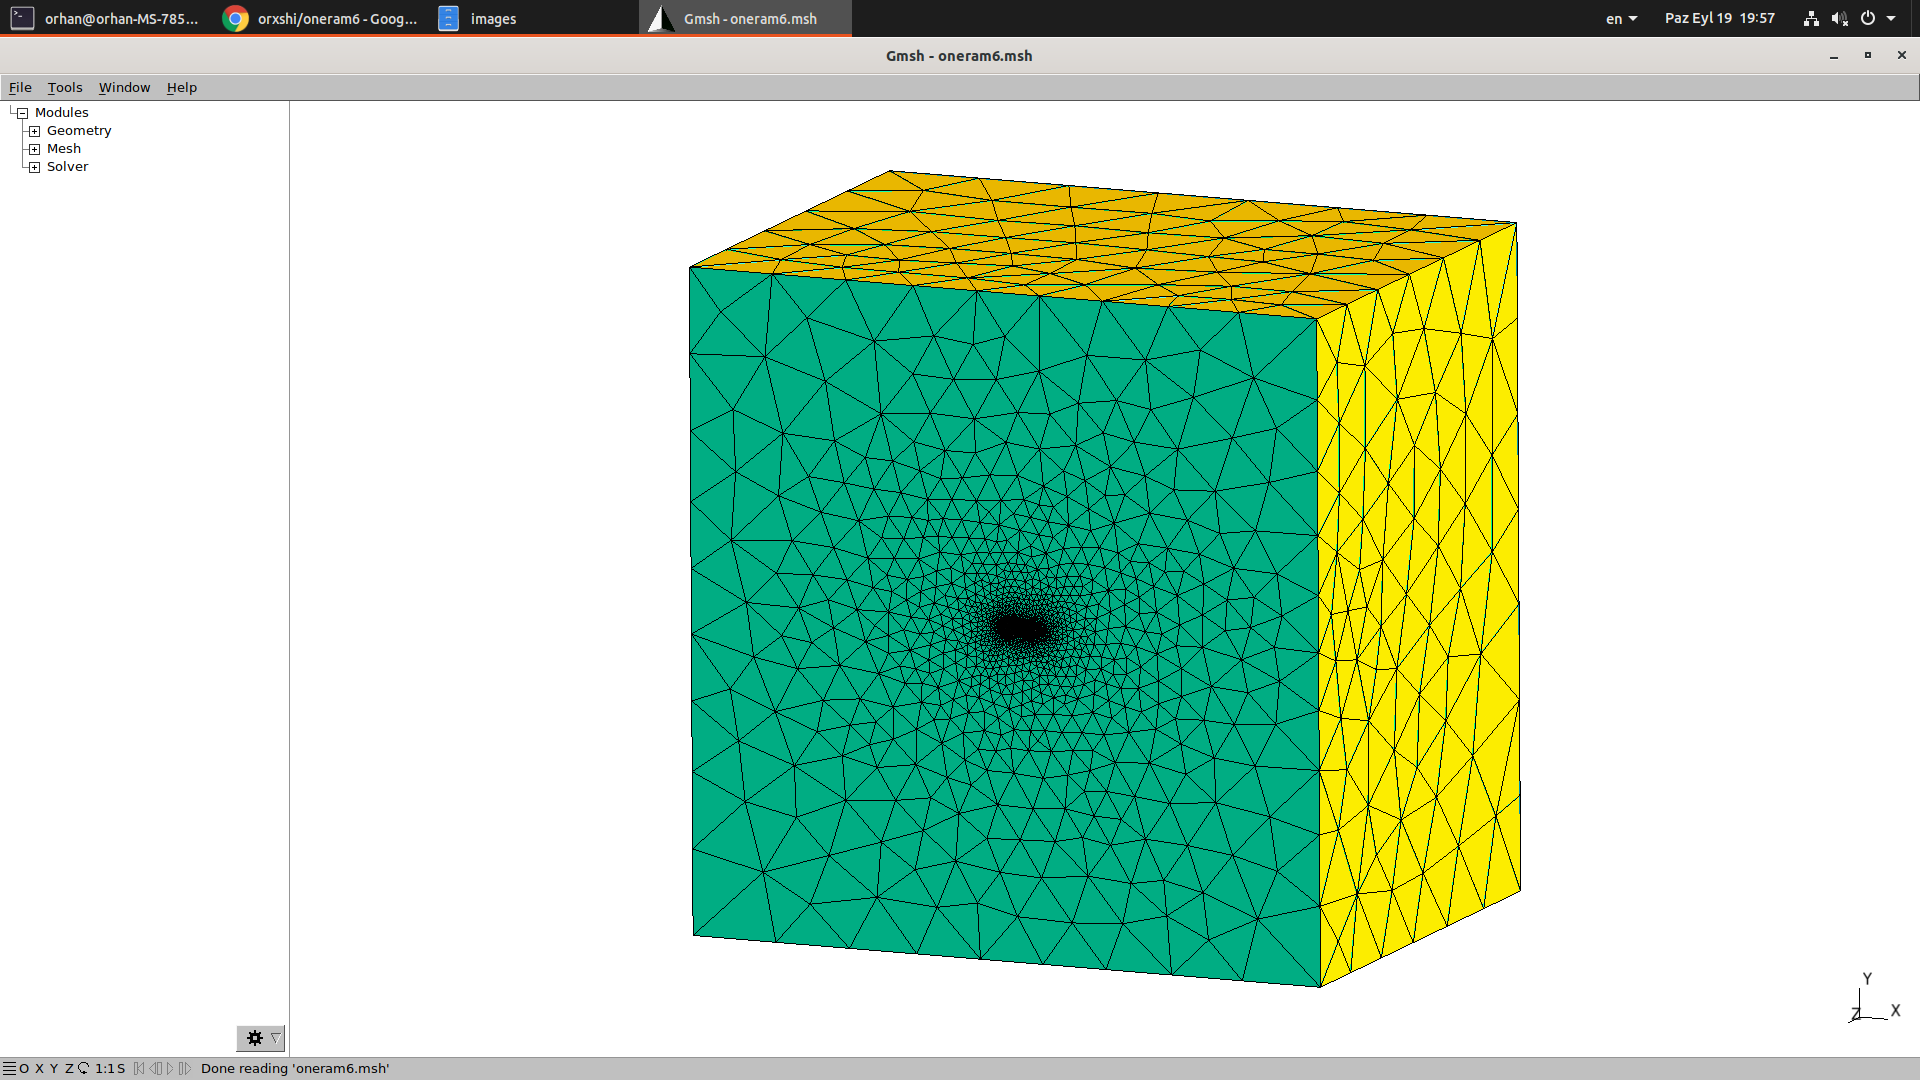 orhan@orhan-MS-785... orxshi/oneram6 - Goog... images Gmsh - oneram6.msh en Paz Eyl 19 19:57
Gmsh - oneram6.msh
File Tools Window Help
Modules
Geometry
Mesh
Solver
Y
Z X
O X Y Z 1:1 S Done reading 'oneram6.msh'